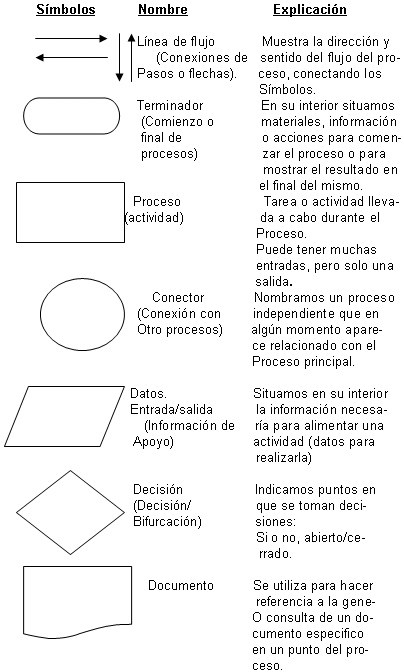 Símbolos Nombre Explicación
Línea de flujo
(Conexiones de
Pasos o flechas).
Muestra la dirección y
sentido del flujo del pro-
ceso, conectando los
Símbolos.
Terminador
(Comienzo o
final de
procesos)
En su interior situamos
materiales, información
o acciones para comen-
zar el proceso o para
mostrar el resultado en
el final del mismo.
Proceso
(actividad)
Tarea o actividad lleva-
da a cabo durante el
Proceso.
Puede tener muchas
entradas, pero solo una
salida.
Conector
(Conexión con
Otro procesos)
Nombramos un proceso
independiente que en
algún momento apare-
ce relacionado con el
Proceso principal.
Datos.
Entrada/salida
(Información de
Apoyo)
Situamos en su interior
la información necesa-
ría para alimentar una
actividad (datos para
realizarla)
Decisión
(Decisión/
Bifurcación)
Indicamos puntos en
que se toman deci-
siones:
Si o no, abierto/ce-
rrado.
Documento
Se utiliza para hacer
referencia a la gene-
O consulta de un do-
cumento especifico
en un punto del pro-
ceso.